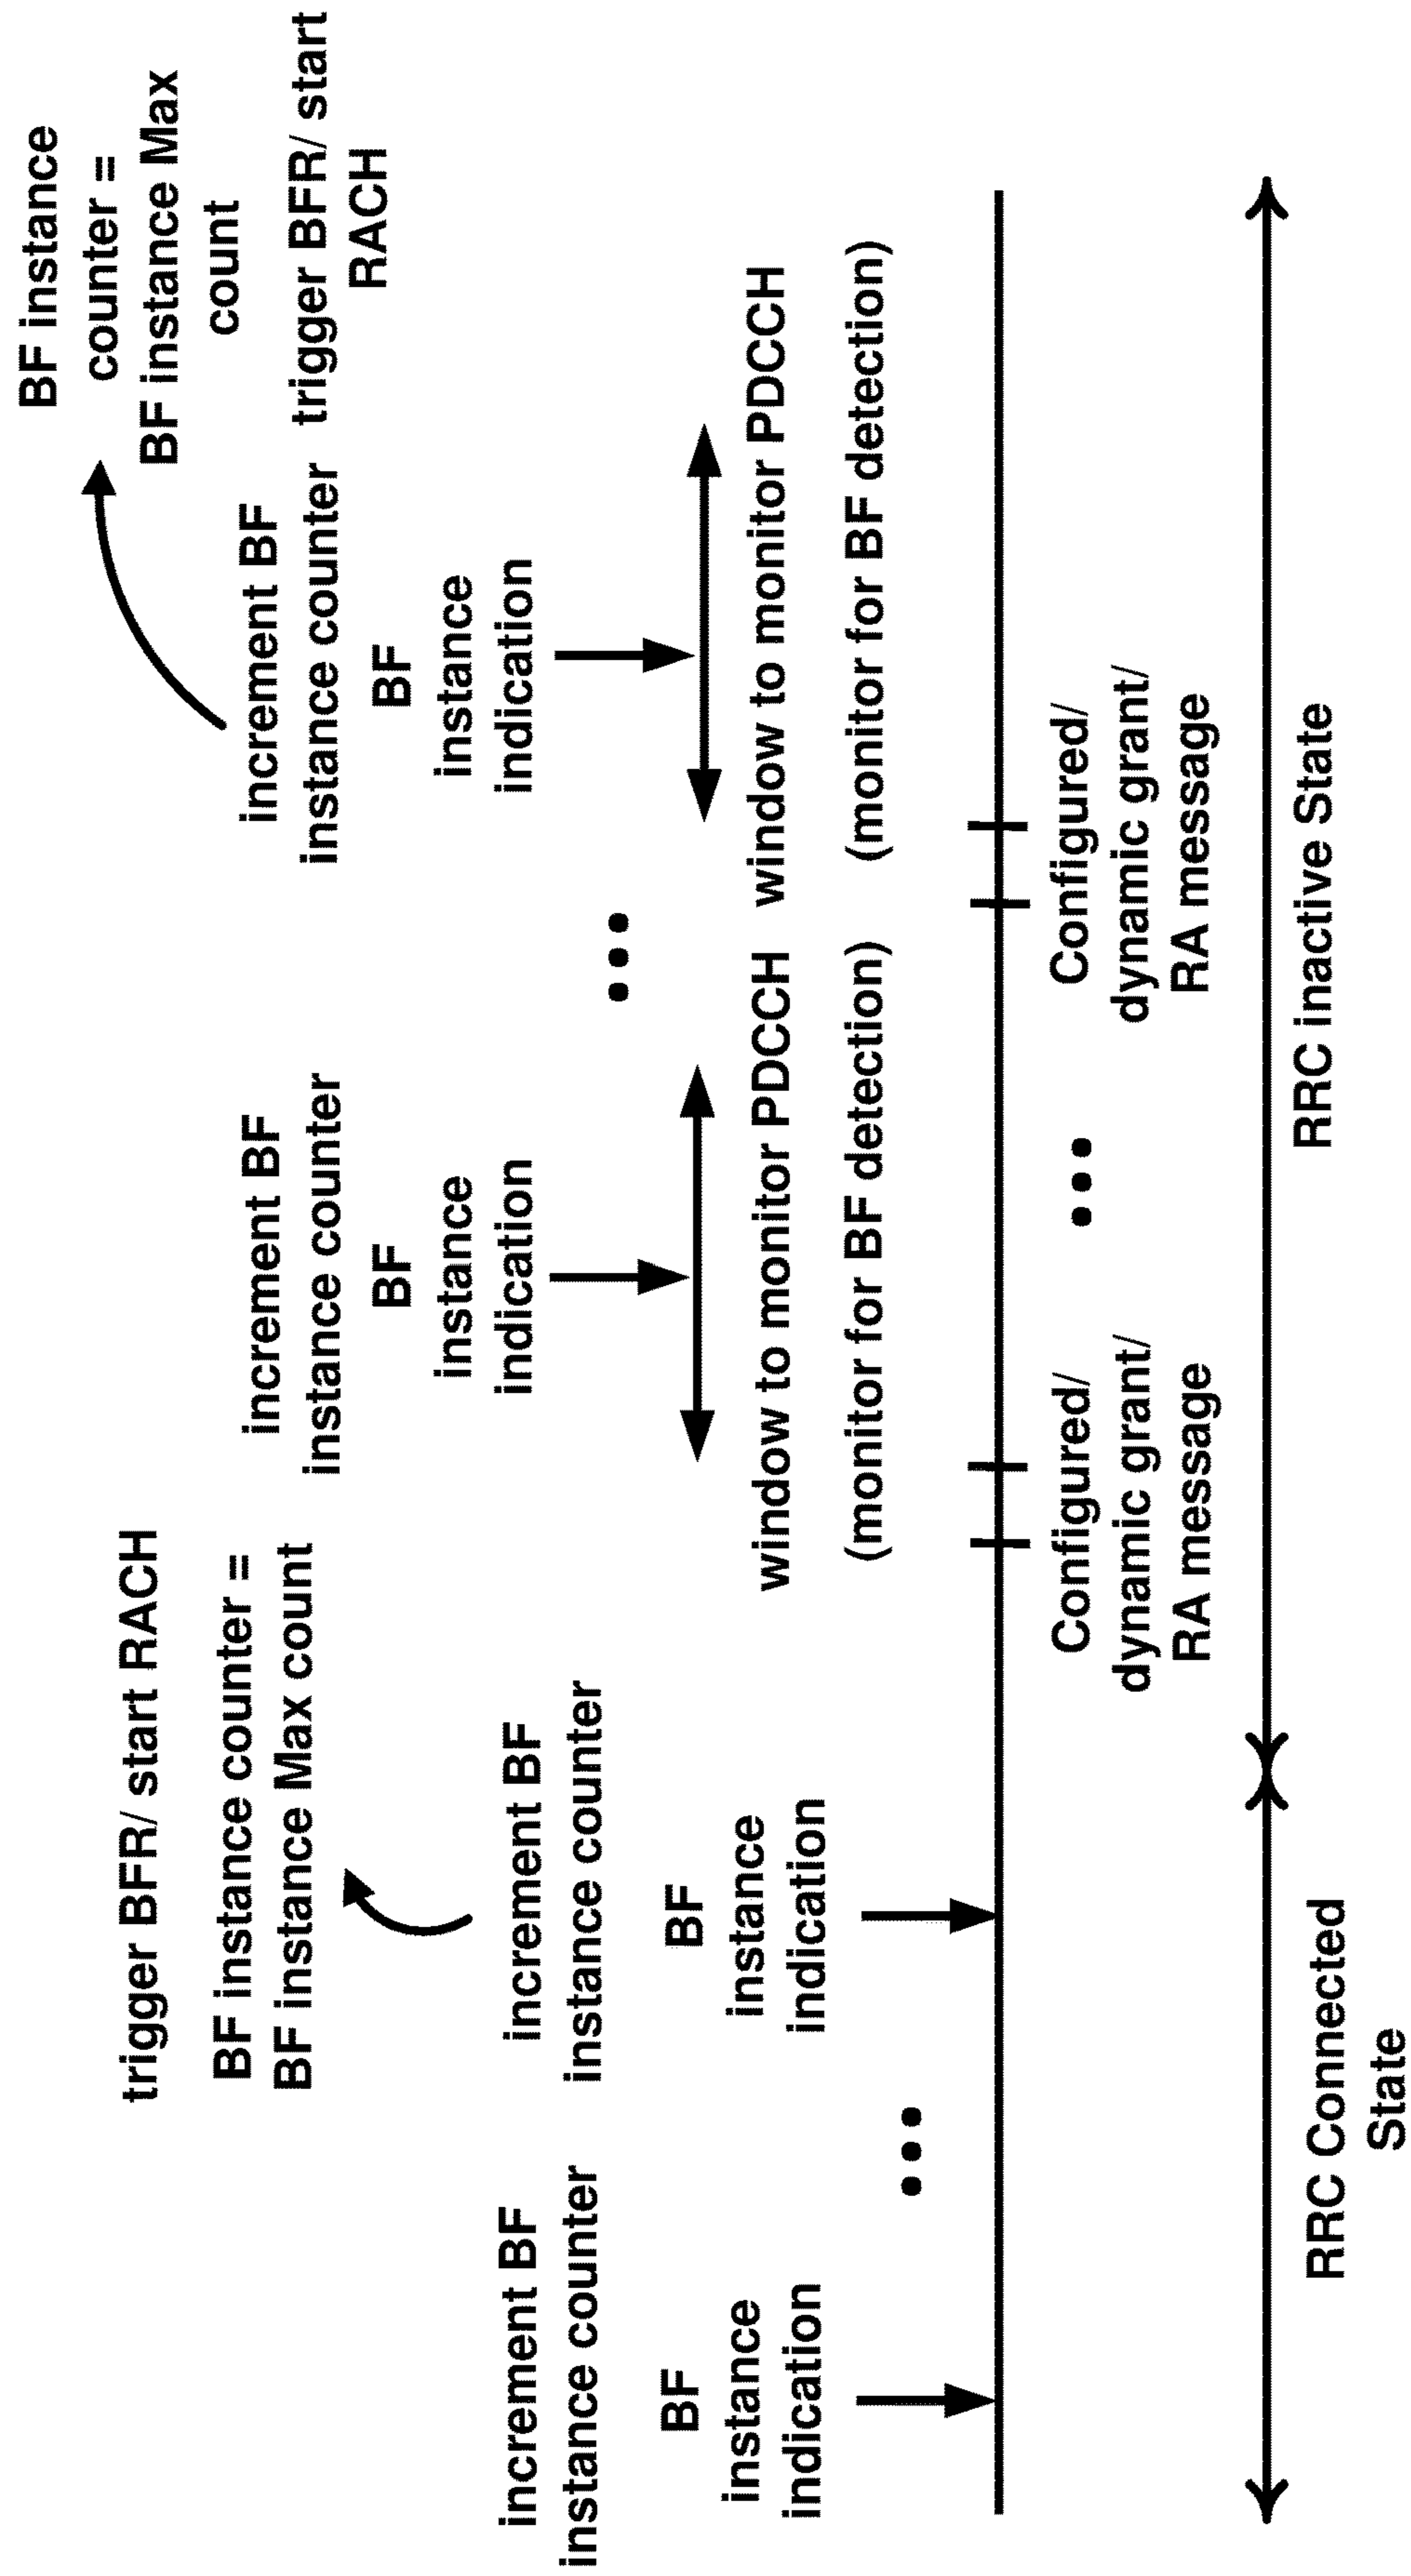 increment BF
instance counter
BF
instance
indication
trigger BFR/ start RACH
BF instance counter =
BF instance Max count
increment BF
instance counter
BF
instance
indication
increment BF
instance counter
BF
instance
indication
window to monitor PDCCH
(monitor for BF detection)
BF instance
counter =
BF instance Max
count
trigger BFR/ start
RACH
increment BF
instance counter
BF
instance
indication
window to monitor PDCCH
(monitor for BF detection)
Configured/
dynamic grant/
RA message
Configured/
dynamic grant/
RA message
RRC Connected
State
RRC inactive State